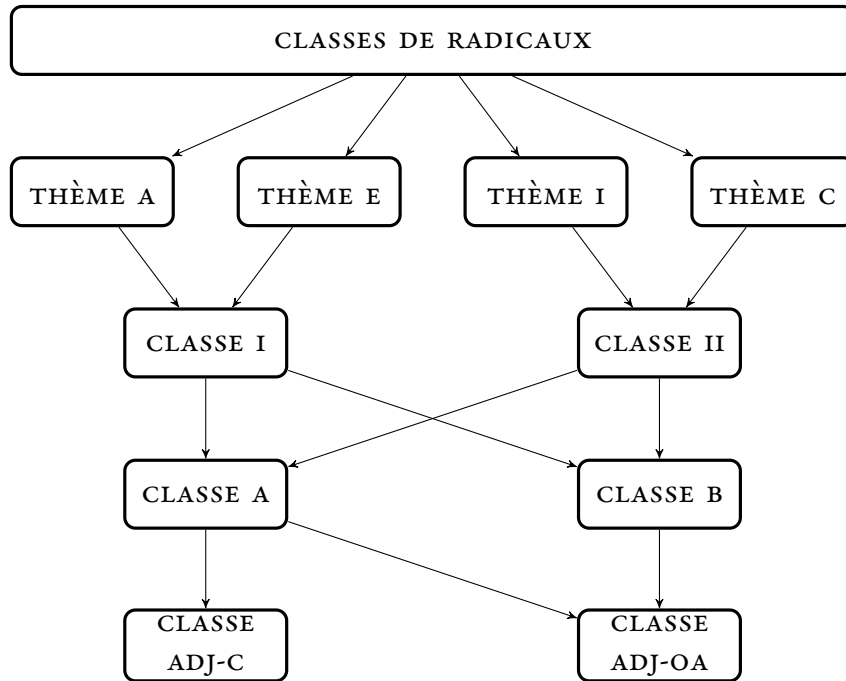 CLASSES DE RADICAUX
THÈME A
THÈME E
THÈME I
THÈME C
CLASSE I
CLASSE II
CLASSE A
CLASSE B
CLASSE
ADJ-C
CLASSE
ADJ-OA